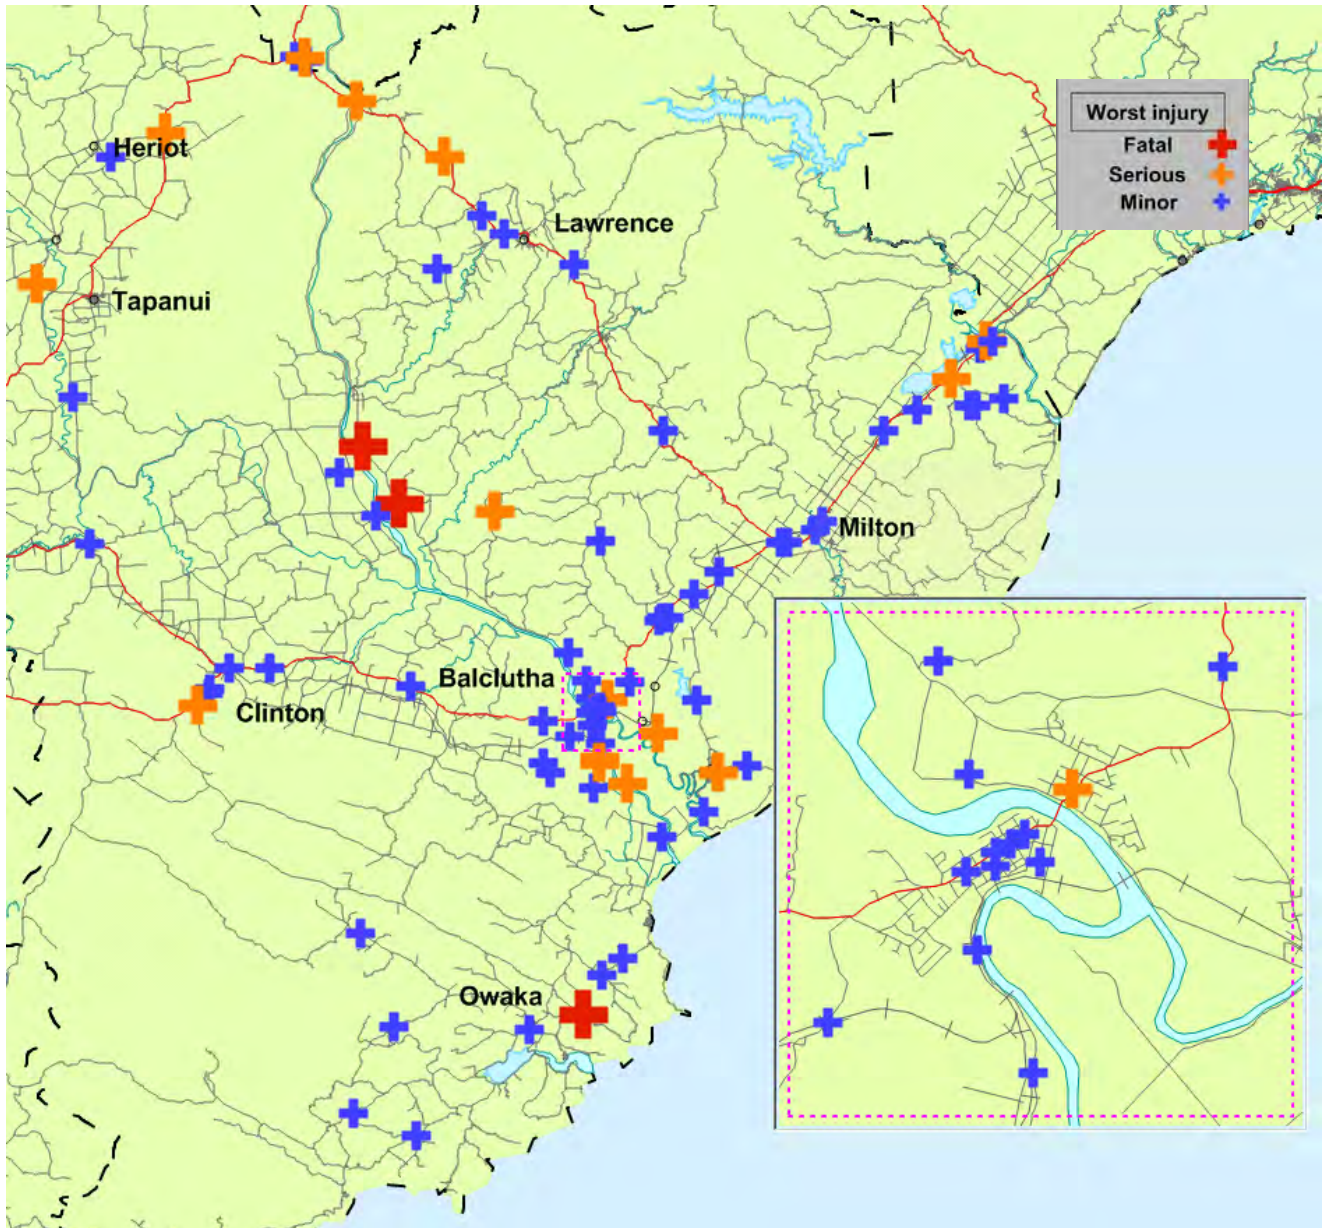 Worst injury
Fatal
Serious
Minor
Heriot
Lawrence
Tapanui
Milton
Balclutha
Clinton
Owaka